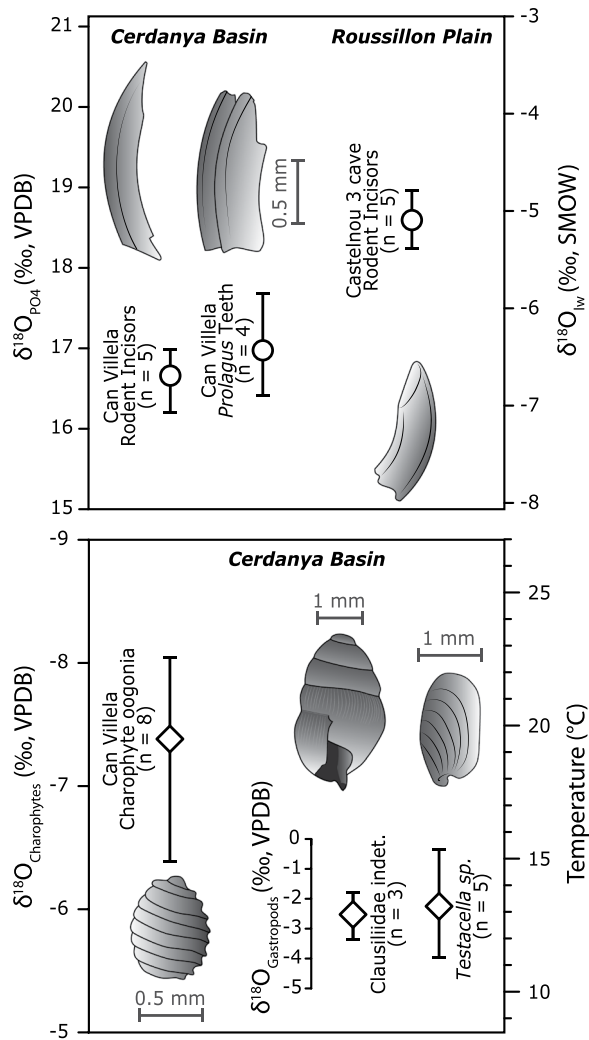 Cerdanya Basin
Roussillon Plain
21
20
19
18
17
16
15
δ18OPO4 (‰, VPDB)
-3
-4
-5
-6
-7
-8
δ18Olw (‰, SMOW)
0.5 mm
Can Villela
Rodent Incisors
(n = 5)
Can Villela
Prolagus Teeth
(n = 4)
Castelnou 3 cave
Rodent Incisors
(n = 5)
Cerdanya Basin
-9
-8
-7
-6
-5
δ18OCharophytes (‰, VPDB)
25
20
15
10
Temperature (°C)
Can Villela
Charophyte oogonia
(n = 8)
0.5 mm
1 mm
1 mm
δ18OGastropods (‰, VPDB)
0
-1
-2
-3
-4
-5
Clausiliidae indet.
(n = 3)
Testacella sp.
(n = 5)